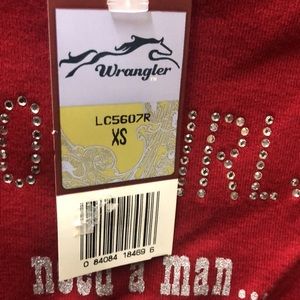 Wrangler
LC5607R
XS
0 84084 18469 6
need a man...